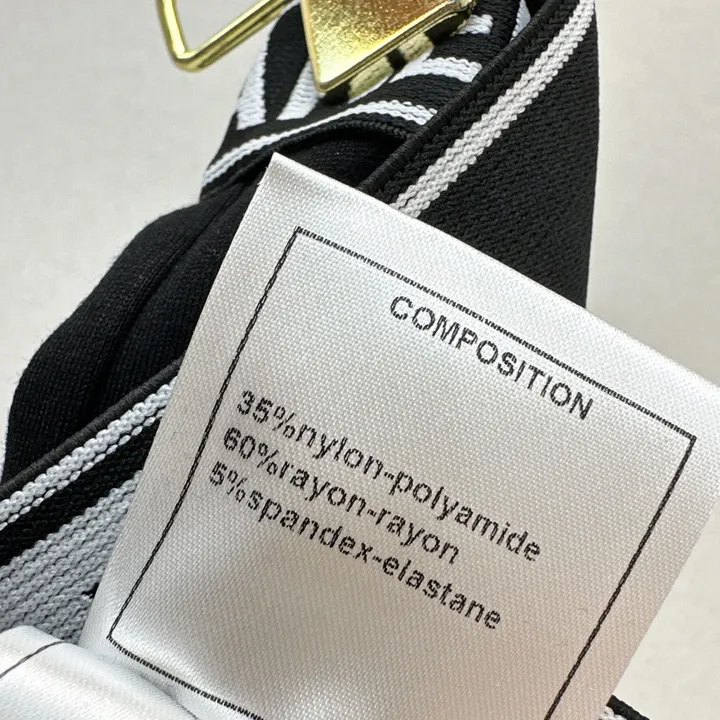 COMPOSITION
35%nylon-polyamide
60%rayon-rayon
5%spandex-elastane